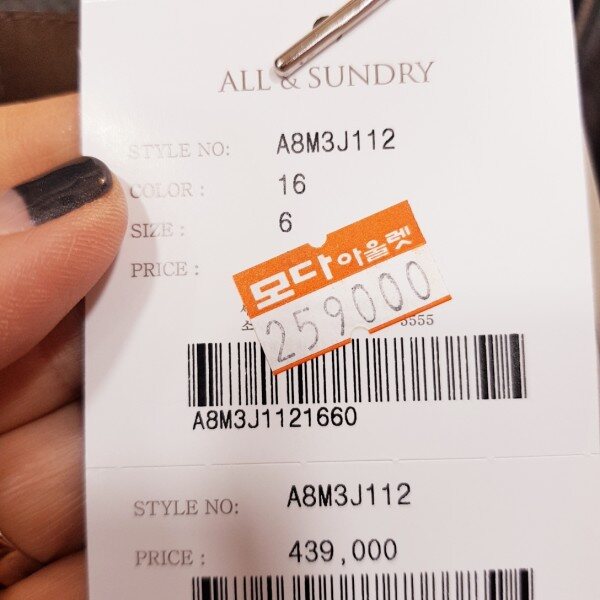 ALL & SUNDRY
STYLE NO: A8M3J112
COLOR : 16
SIZE : 6
PRICE :
모다아울렛
259000
5555
A8M3J1121660
STYLE NO: A8M3J112
PRICE : 439,000